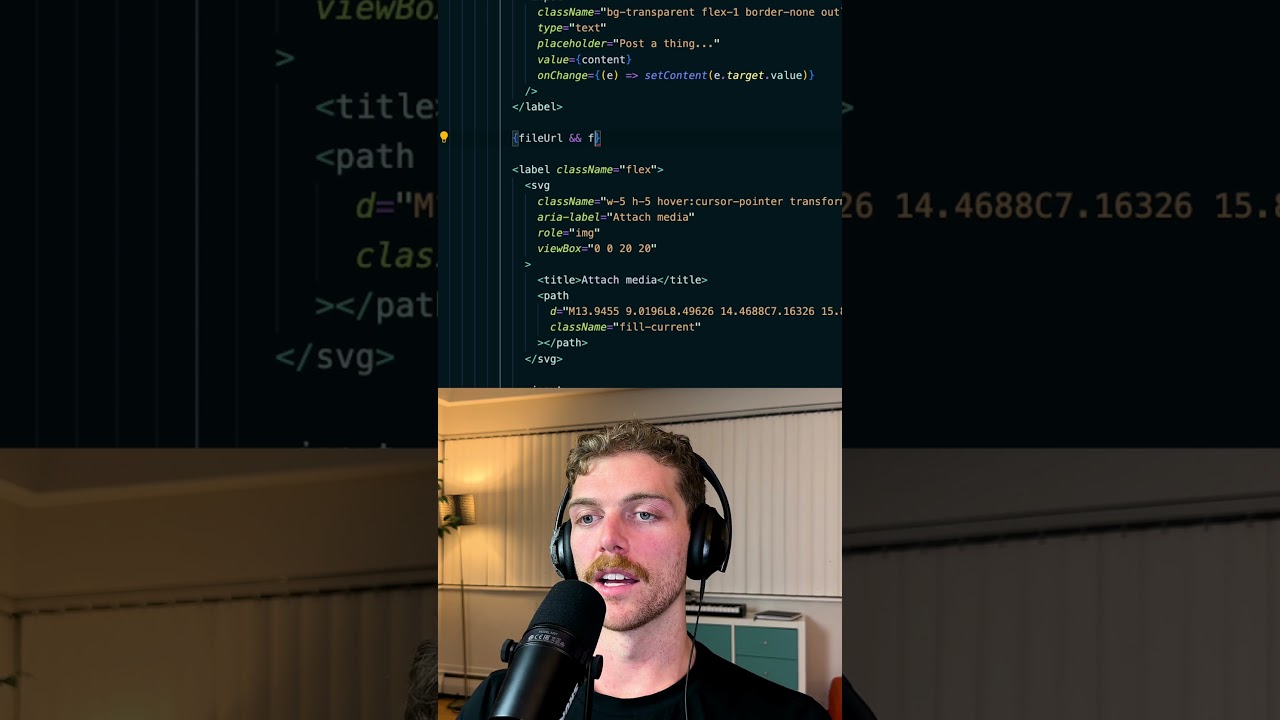 className="bg-transparent flex-1 border-none out
type="text"
placeholder="Post a thing..."
value={content}
onChange={(e) => setContent(e.target.value)}
/>
</label>
{fileUrl && f}
<label className="flex">
<svg
className="w-5 h-5 hover:cursor-pointer transfor
aria-label="Attach media"
role="img"
viewBox="0 0 20 20"
>
<title>Attach media</title>
<path
d="M13.9455 9.0196L8.49626 14.4688C7.16326 15.8
className="fill-current"
></path>
</svg>
viewBo
>
<title
<path
d="M
clas
></pat
</svg>
>
26 14.4688C7.16326 15.8